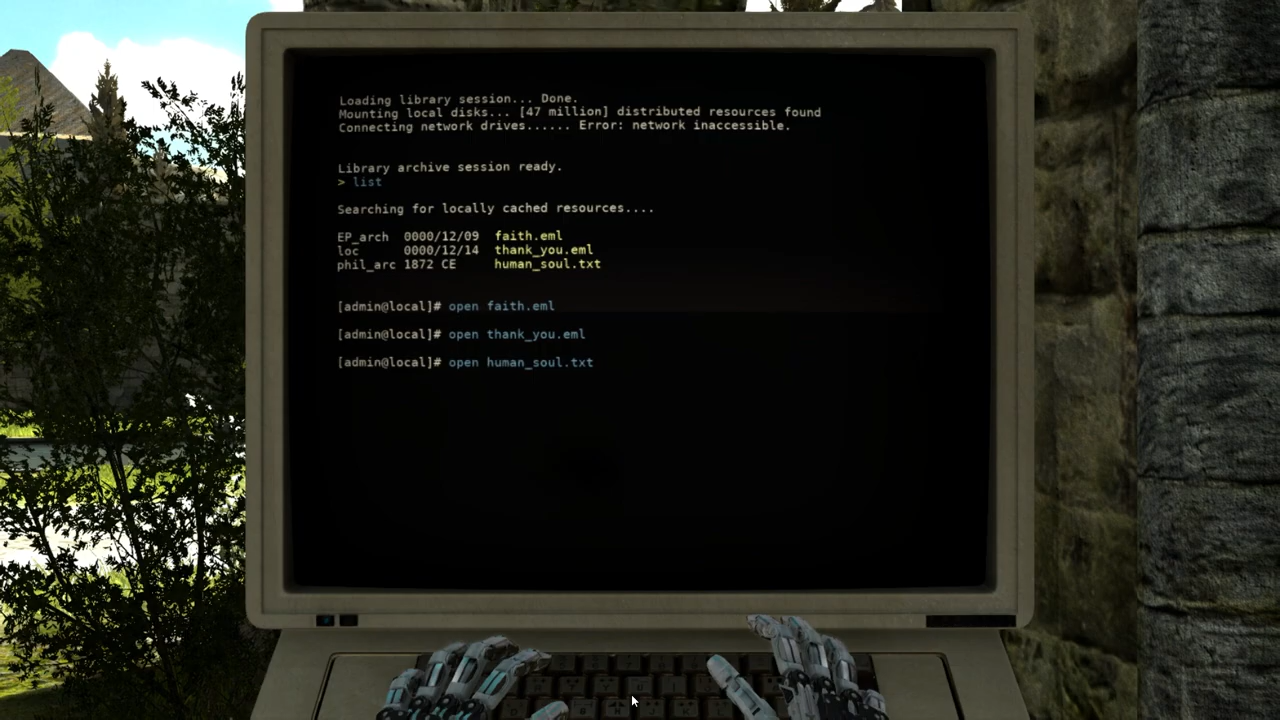 Loading library session... Done.
Mounting local disks... [47 million] distributed resources found
Connecting network drives...... Error: network inaccessible.
Library archive session ready.
> list
Searching for locally cached resources....
EP_arch 0000/12/09 faith.eml
loc 0000/12/14 thank_you.eml
phil_arc 1872 CE human_soul.txt
[admin@local]# open faith.eml
[admin@local]# open thank_you.eml
[admin@local]# open human_soul.txt